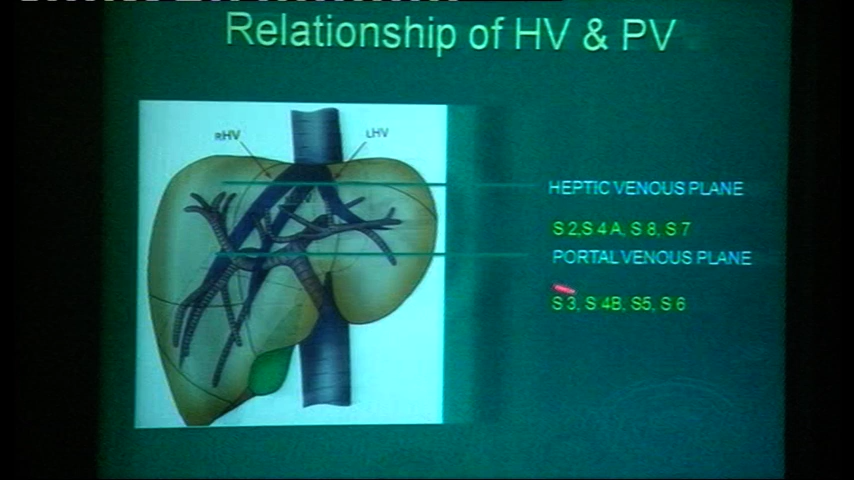 Relationship of HV & PV
RHV
LHV
HEPTIC VENOUS PLANE
S 2,S 4 A, S 8, S 7
PORTAL VENOUS PLANE
S 3, S 4B, S5, S 6